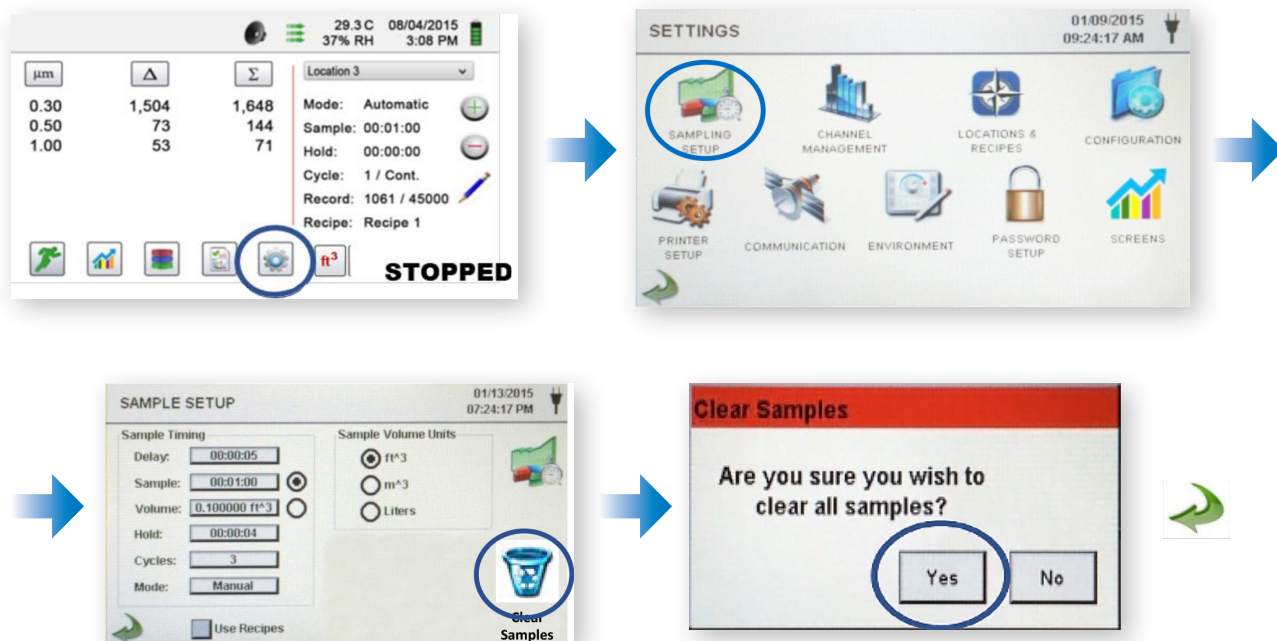 29.3 C 08/04/2015
37% RH 3:08 PM
µm Δ Σ
0.30 1,504 1,648
0.50 73 144
1.00 53 71
Location 3
Mode: Automatic
Sample: 00:01:00
Hold: 00:00:00
Cycle: 1 / Cont.
Record: 1061 / 45000
Recipe: Recipe 1
ft³
STOPPED
SETTINGS
01/09/2015
09:24:17 AM
SAMPLING
SETUP
CHANNEL
MANAGEMENT
LOCATIONS &
RECIPES
CONFIGURATION
PRINTER
SETUP
COMMUNICATION
ENVIRONMENT
PASSWORD
SETUP
SCREENS
SAMPLE SETUP
01/13/2015
07:24:17 PM
Sample Timing
Delay: 00:00:05
Sample: 00:01:00
Volume: 0.100000 ft^3
Hold: 00:00:04
Cycles: 3
Mode: Manual
Use Recipes
Sample Volume Units
ft^3
m^3
Liters
Clear
Samples
Clear Samples
Are you sure you wish to
clear all samples?
Yes No